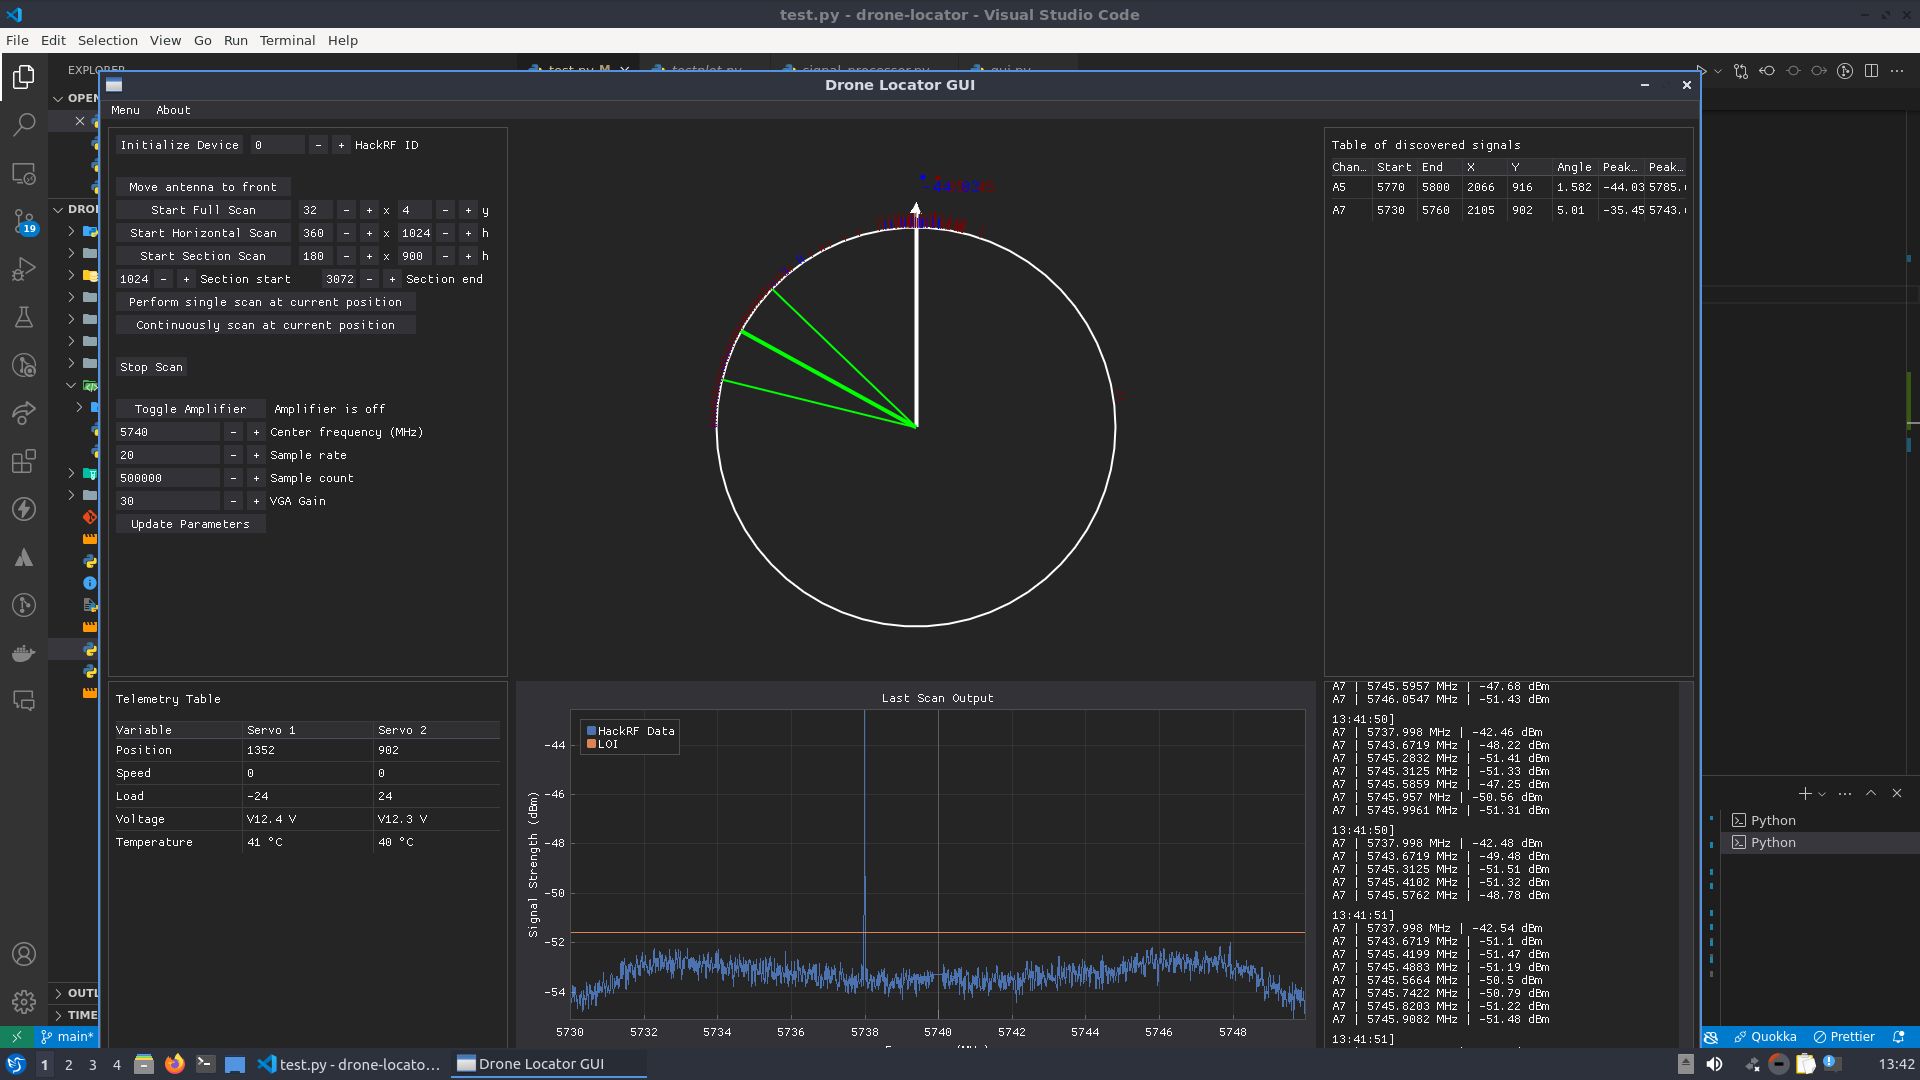 test.py - drone-locator - Visual Studio Code
File Edit Selection View Go Run Terminal Help
EXPLORER
OPEN
DRO
19
OUTL
TIME
Drone Locator GUI
Menu About
Initialize Device 0 - + HackRF ID
Move antenna to front
Start Full Scan 32 - + x 4 - + y
Start Horizontal Scan 360 - + x 1024 - + h
Start Section Scan 180 - + x 900 - + h
1024 - + Section start 3072 - + Section end
Perform single scan at current position
Continuously scan at current position
Stop Scan
Toggle Amplifier Amplifier is off
5740 - + Center frequency (MHz)
20 - + Sample rate
500000 - + Sample count
30 - + VGA Gain
Update Parameters
Table of discovered signals
Chan… Start End X Y Angle Peak… Peak…
A5 5770 5800 2066 916 1.582 -44.03 5785.
A7 5730 5760 2105 902 5.01 -35.45 5743.
Telemetry Table
Variable Servo 1 Servo 2
Position 1352 902
Speed 0 0
Load -24 24
Voltage V12.4 V V12.3 V
Temperature 41 °C 40 °C
Last Scan Output
HackRF Data
LOI
Signal Strength (dBm)
-44
-46
-48
-50
-52
-54
5730 5732 5734 5736 5738 5740 5742 5744 5746 5748
A7 | 5745.5957 MHz | -47.68 dBm
A7 | 5746.0547 MHz | -51.43 dBm
13:41:50]
A7 | 5737.998 MHz | -42.46 dBm
A7 | 5743.6719 MHz | -48.22 dBm
A7 | 5745.2832 MHz | -51.41 dBm
A7 | 5745.3125 MHz | -51.33 dBm
A7 | 5745.5859 MHz | -47.25 dBm
A7 | 5745.957 MHz | -50.56 dBm
A7 | 5745.9961 MHz | -51.31 dBm
13:41:50]
A7 | 5737.998 MHz | -42.48 dBm
A7 | 5743.6719 MHz | -49.48 dBm
A7 | 5745.3125 MHz | -51.51 dBm
A7 | 5745.4102 MHz | -51.32 dBm
A7 | 5745.5762 MHz | -48.78 dBm
13:41:51]
A7 | 5737.998 MHz | -42.54 dBm
A7 | 5743.6719 MHz | -51.1 dBm
A7 | 5745.4199 MHz | -51.47 dBm
A7 | 5745.4883 MHz | -51.19 dBm
A7 | 5745.5664 MHz | -50.5 dBm
A7 | 5745.7422 MHz | -50.79 dBm
A7 | 5745.8203 MHz | -51.22 dBm
A7 | 5745.9082 MHz | -51.48 dBm
13:41:51]
Python
Python
main* Quokka Prettier
1 2 3 4 test.py - drone-locato... Drone Locator GUI 13:42